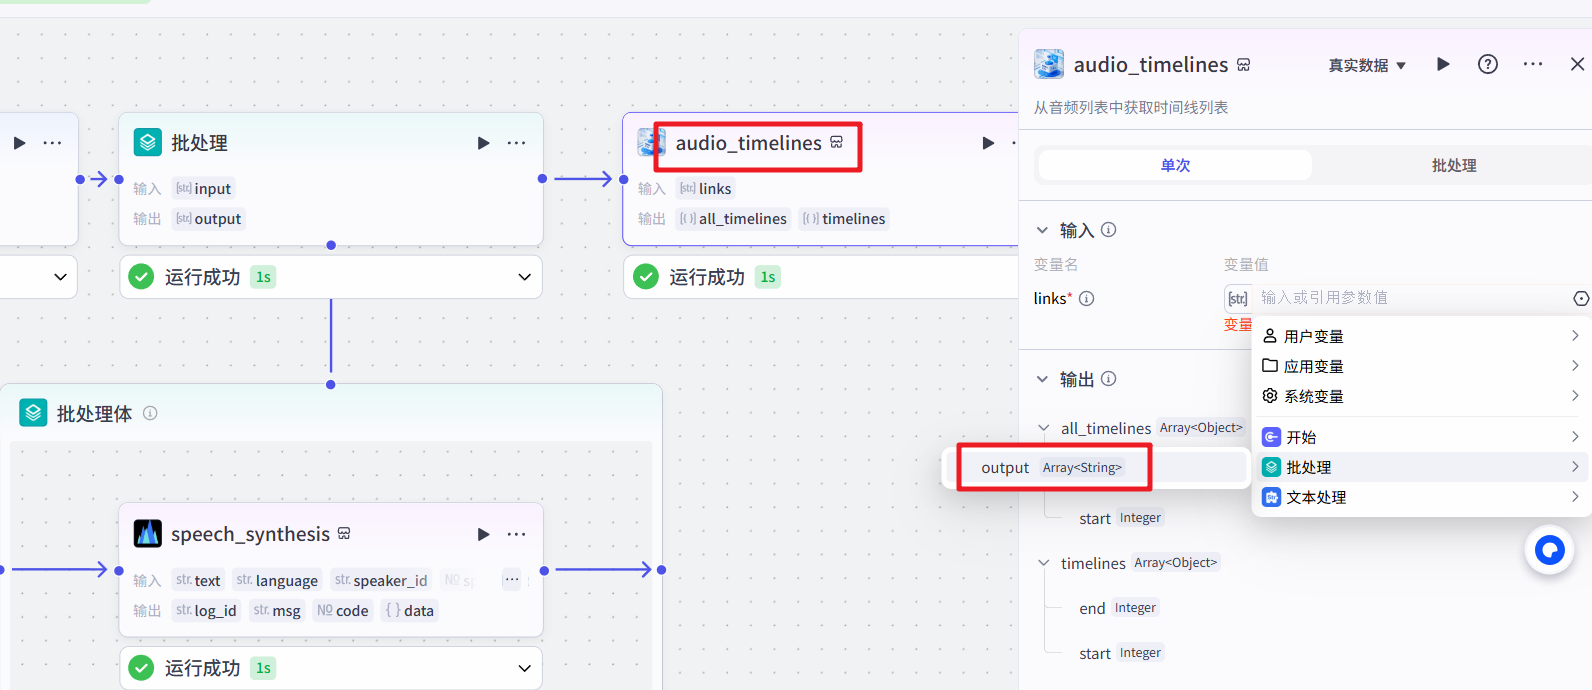 批处理
输入 [str.] input
输出 [str.] output
运行成功 1s
audio_timelines
输入 [str.] links
输出 [{}] all_timelines [{}] timelines
运行成功 1s
批处理体
speech_synthesis
输入 str. text str. language str. speaker_id Nº sp ...
输出 str. log_id str. msg Nº code { } data
运行成功 1s
audio_timelines
真实数据
从音频列表中获取时间线列表
单次
批处理
输入
变量名 变量值
links*
[str.] 输入或引用参数值
变量
用户变量
应用变量
系统变量
开始
批处理
文本处理
输出
all_timelines Array<Object>
output Array<String>
start Integer
timelines Array<Object>
end Integer
start Integer